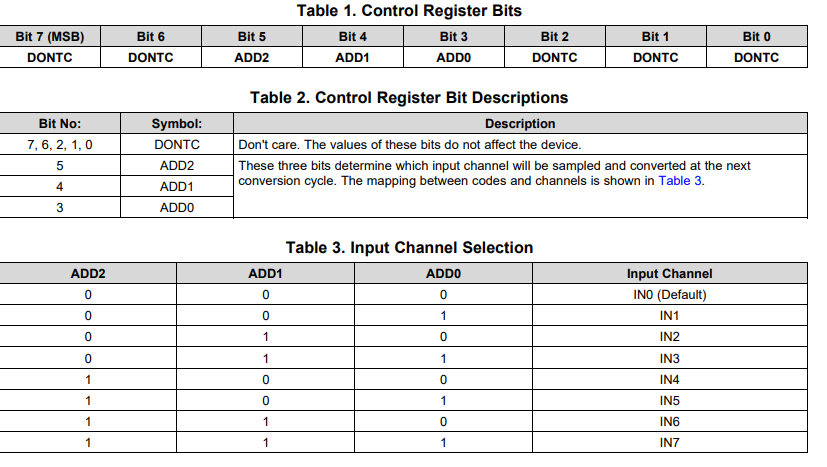 Table 1. Control Register Bits
Bit 7 (MSB) Bit 6 Bit 5 Bit 4 Bit 3 Bit 2 Bit 1 Bit 0
DONTC DONTC ADD2 ADD1 ADD0 DONTC DONTC DONTC
Table 2. Control Register Bit Descriptions
Bit No: Symbol: Description
7, 6, 2, 1, 0 DONTC Don't care. The values of these bits do not affect the device.
5 ADD2 These three bits determine which input channel will be sampled and converted at the next
4 ADD1 conversion cycle. The mapping between codes and channels is shown in Table 3.
3 ADD0
Table 3. Input Channel Selection
ADD2 ADD1 ADD0 Input Channel
0 0 0 IN0 (Default)
0 0 1 IN1
0 1 0 IN2
0 1 1 IN3
1 0 0 IN4
1 0 1 IN5
1 1 0 IN6
1 1 1 IN7